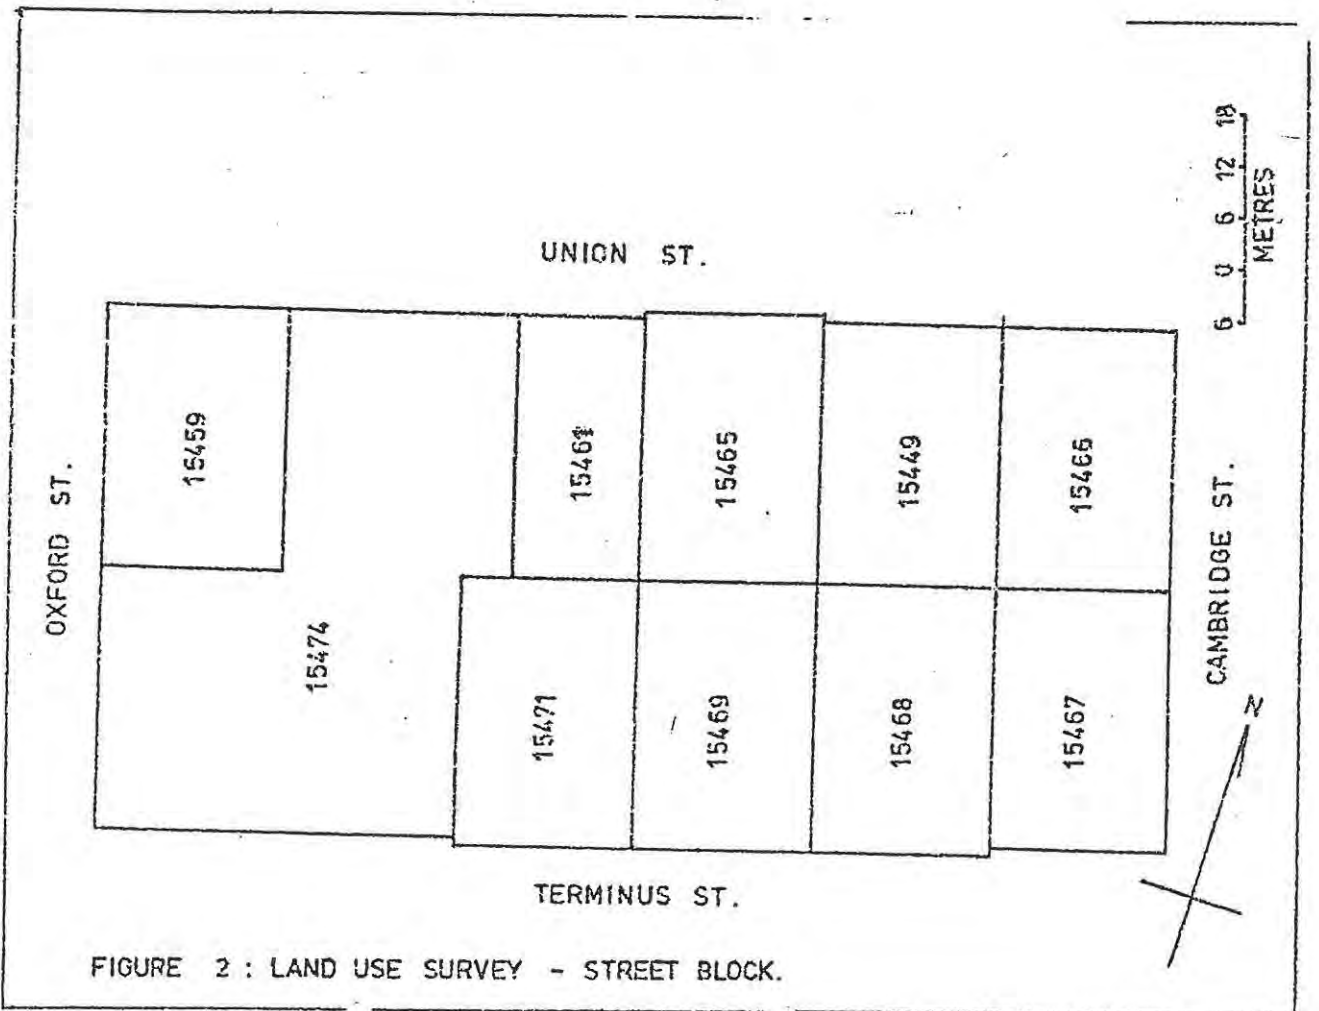 UNION ST.
18
12
6
0
6
METRES
15459
15465
15449
15466
OXFORD ST.
CAMBRIDGE ST.
15474
15471
15469
15468
15467
N
TERMINUS ST.
FIGURE 2 : LAND USE SURVEY - STREET BLOCK.